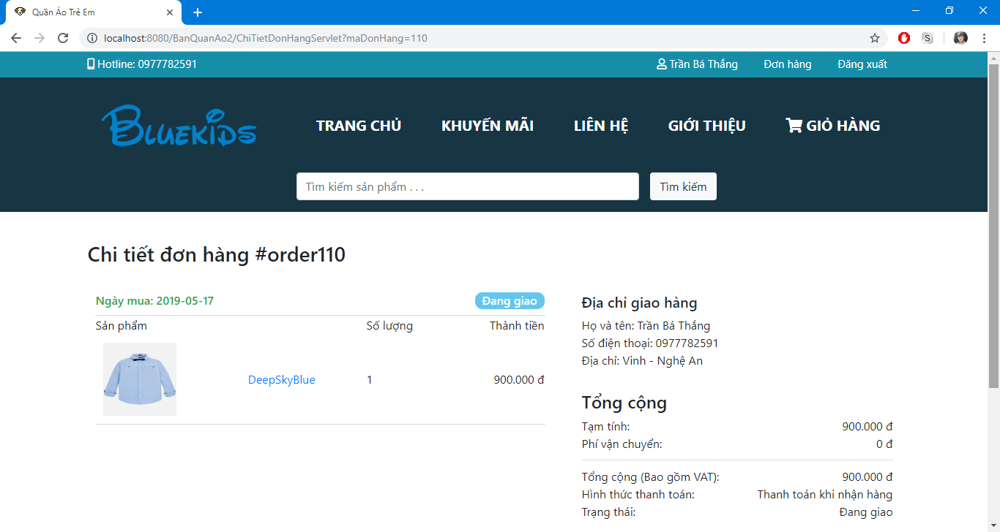 Quần Áo Trẻ Em
localhost:8080/BanQuanAo2/ChiTietDonHangServlet?maDonHang=110
S
Hotline: 0977782591
Trần Bá Thắng
Đơn hàng
Đăng xuất
BLUEKIDS
TRANG CHỦ
KHUYẾN MÃI
LIÊN HỆ
GIỚI THIỆU
GIỎ HÀNG
Tìm kiếm sản phẩm . . .
Tìm kiếm
Chi tiết đơn hàng #order110
Ngày mua: 2019-05-17
Đang giao
Sản phẩm
Số lượng
Thành tiền
DeepSkyBlue
1
900.000 đ
Địa chỉ giao hàng
Họ và tên: Trần Bá Thắng
Số điện thoại: 0977782591
Địa chỉ: Vinh - Nghệ An
Tổng cộng
Tạm tính: 900.000 đ
Phí vận chuyển: 0 đ
Tổng cộng (Bao gồm VAT): 900.000 đ
Hình thức thanh toán: Thanh toán khi nhận hàng
Trạng thái: Đang giao